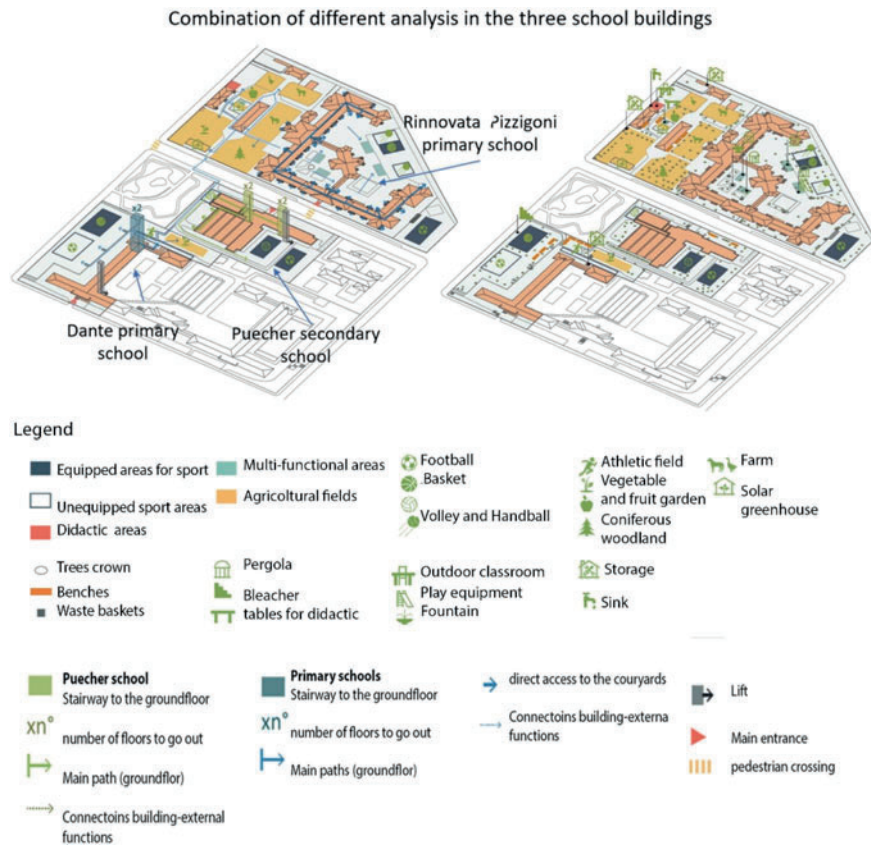 Combination of different analysis in the three school buildings
Rinnovata Pizzigoni
primary school
x2
x2
x2
Dante primary
school
Puecher secondary
school
Legend
Equipped areas for sport
Unequipped sport areas
Didactic areas
Multi-functional areas
Agricoltural fields
Football
.Basket
Volley and Handball
Athletic field
Vegetable
and fruit garden
Coniferous
woodland
Farm
Solar
greenhouse
Trees crown
Benches
Waste baskets
Pergola
Bleacher
tables for didactic
Outdoor classroom
Play equipment
Fountain
Storage
Sink
Puecher school
Stairway to the groundfloor
xn°
number of floors to go out
Main path (groundflor)
Connectoins building-external
functions
Primary schools
Stairway to the groundfloor
xn°
number of floors to go out
Main paths (groundflor)
direct access to the couryards
Connectoins building-externa
functions
Lift
Main entrance
pedestrian crossing